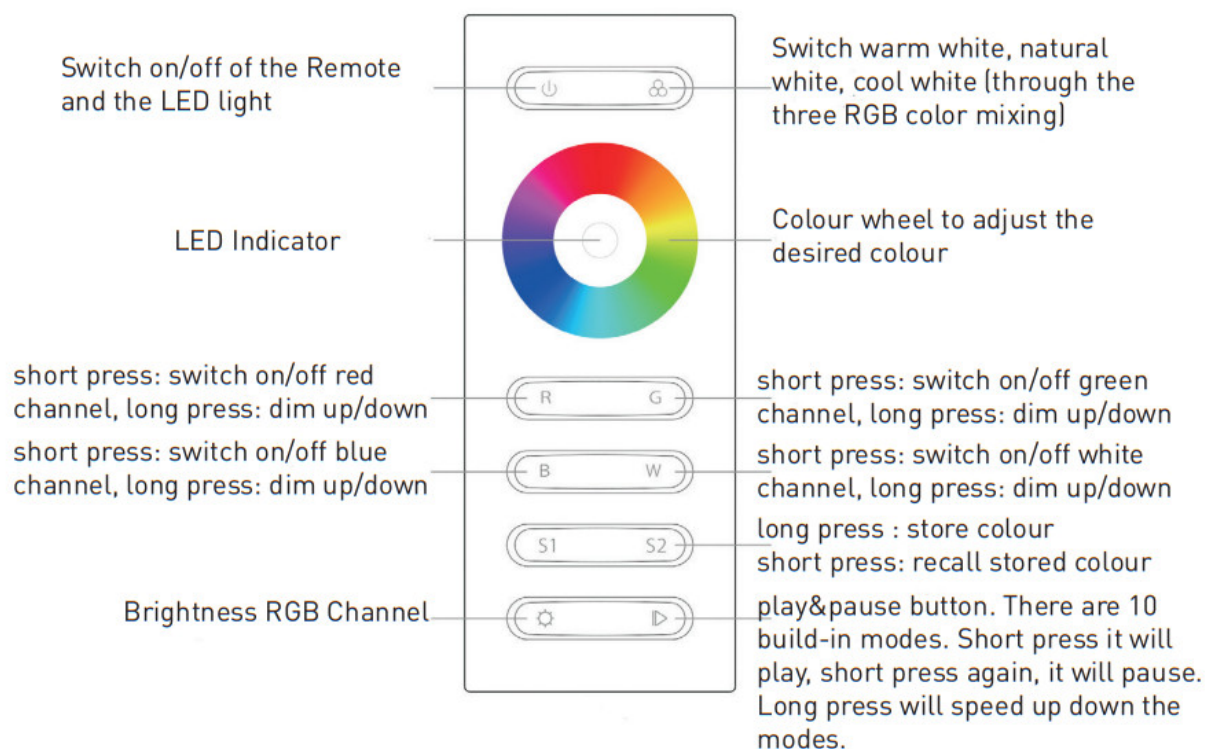 Switch on/off of the Remote
and the LED light
Switch warm white, natural
white, cool white (through the
three RGB color mixing)
LED Indicator
Colour wheel to adjust the
desired colour
short press: switch on/off red
channel, long press: dim up/down
R
G
short press: switch on/off green
channel, long press: dim up/down
short press: switch on/off blue
channel, long press: dim up/down
B
W
short press: switch on/off white
channel, long press: dim up/down
S1
S2
long press : store colour
short press: recall stored colour
Brightness RGB Channel
play&pause button. There are 10
build-in modes. Short press it will
play, short press again, it will pause.
Long press will speed up down the
modes.